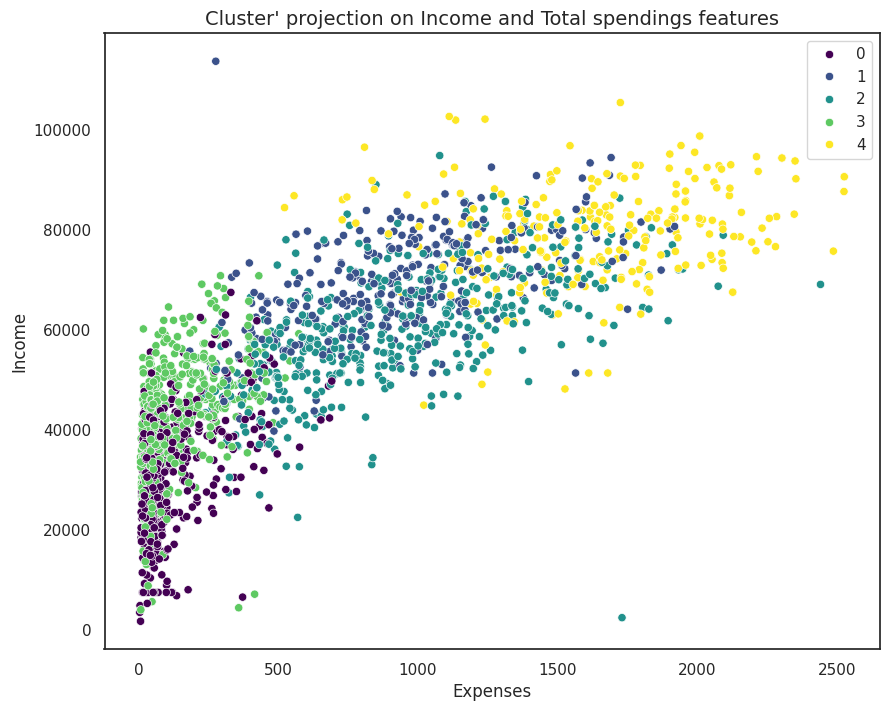 Cluster' projection on Income and Total spendings features
0
1
2
3
4
100000
80000
60000
40000
20000
0
Income
0 500 1000 1500 2000 2500
Expenses